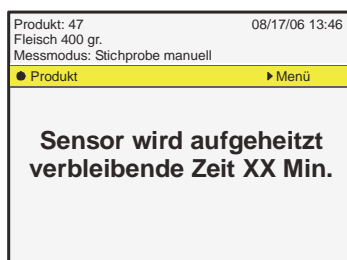 Produkt: 47 08/17/06 13:46
Fleisch 400 gr.
Messmodus: Stichprobe manuell
Produkt Menü
Sensor wird aufgeheitzt
verbleibende Zeit XX Min.